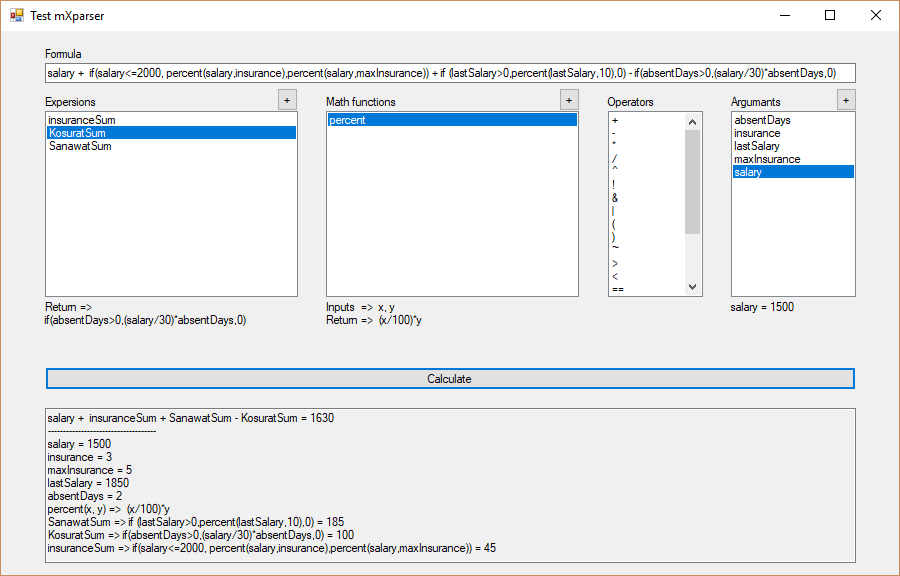 Test mXparser
Formula
salary +  if(salary<=2000, percent(salary,insurance),percent(salary,maxInsurance)) + if (lastSalary>0,percent(lastSalary,10),0) - if(absentDays>0,(salary/30)*absentDays,0)
Expersions
+
insuranceSum
KosuratSum
SanawatSum
Return =>
if(absentDays>0,(salary/30)*absentDays,0)
Math functions
+
percent
Inputs  => x, y
Return =>  (x/100)*y
Operators
+
-
*
/
^
!
&
|
(
)
~
>
<
==
Argumants
+
absentDays
insurance
lastSalary
maxInsurance
salary
salary = 1500
Calculate
salary +  insuranceSum + SanawatSum - KosuratSum = 1630
------------------------------------
salary = 1500
insurance = 3
maxInsurance = 5
lastSalary = 1850
absentDays = 2
percent(x, y) =>  (x/100)*y
SanawatSum => if (lastSalary>0,percent(lastSalary,10),0) = 185
KosuratSum => if(absentDays>0,(salary/30)*absentDays,0) = 100
insuranceSum => if(salary<=2000, percent(salary,insurance),percent(salary,maxInsurance)) = 45